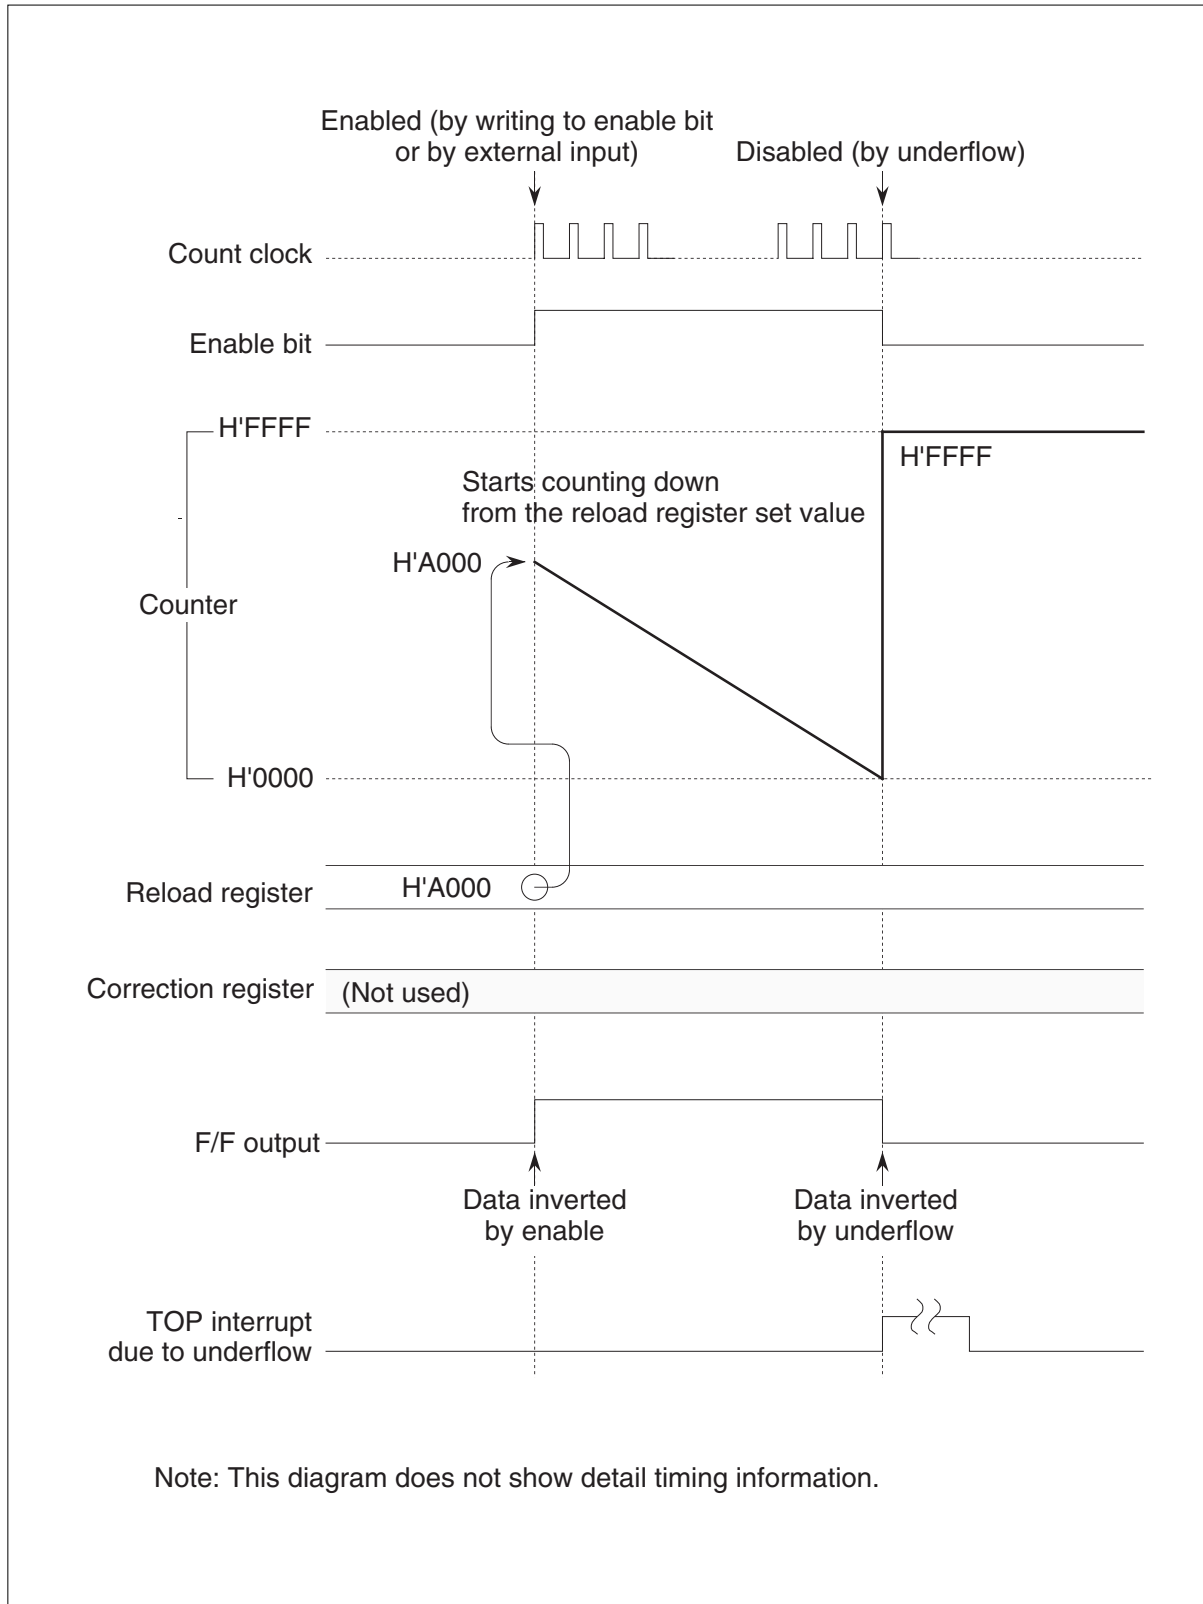 Enabled (by writing to enable bit
or by external input)
Disabled (by underflow)
Count clock
Enable bit
H'FFFF
H'FFFF
Starts counting down
from the reload register set value
H'A000
Counter
H'0000
Reload register
H'A000
Correction register
(Not used)
F/F output
Data inverted
by enable
Data inverted
by underflow
TOP interrupt
due to underflow
Note: This diagram does not show detail timing information.